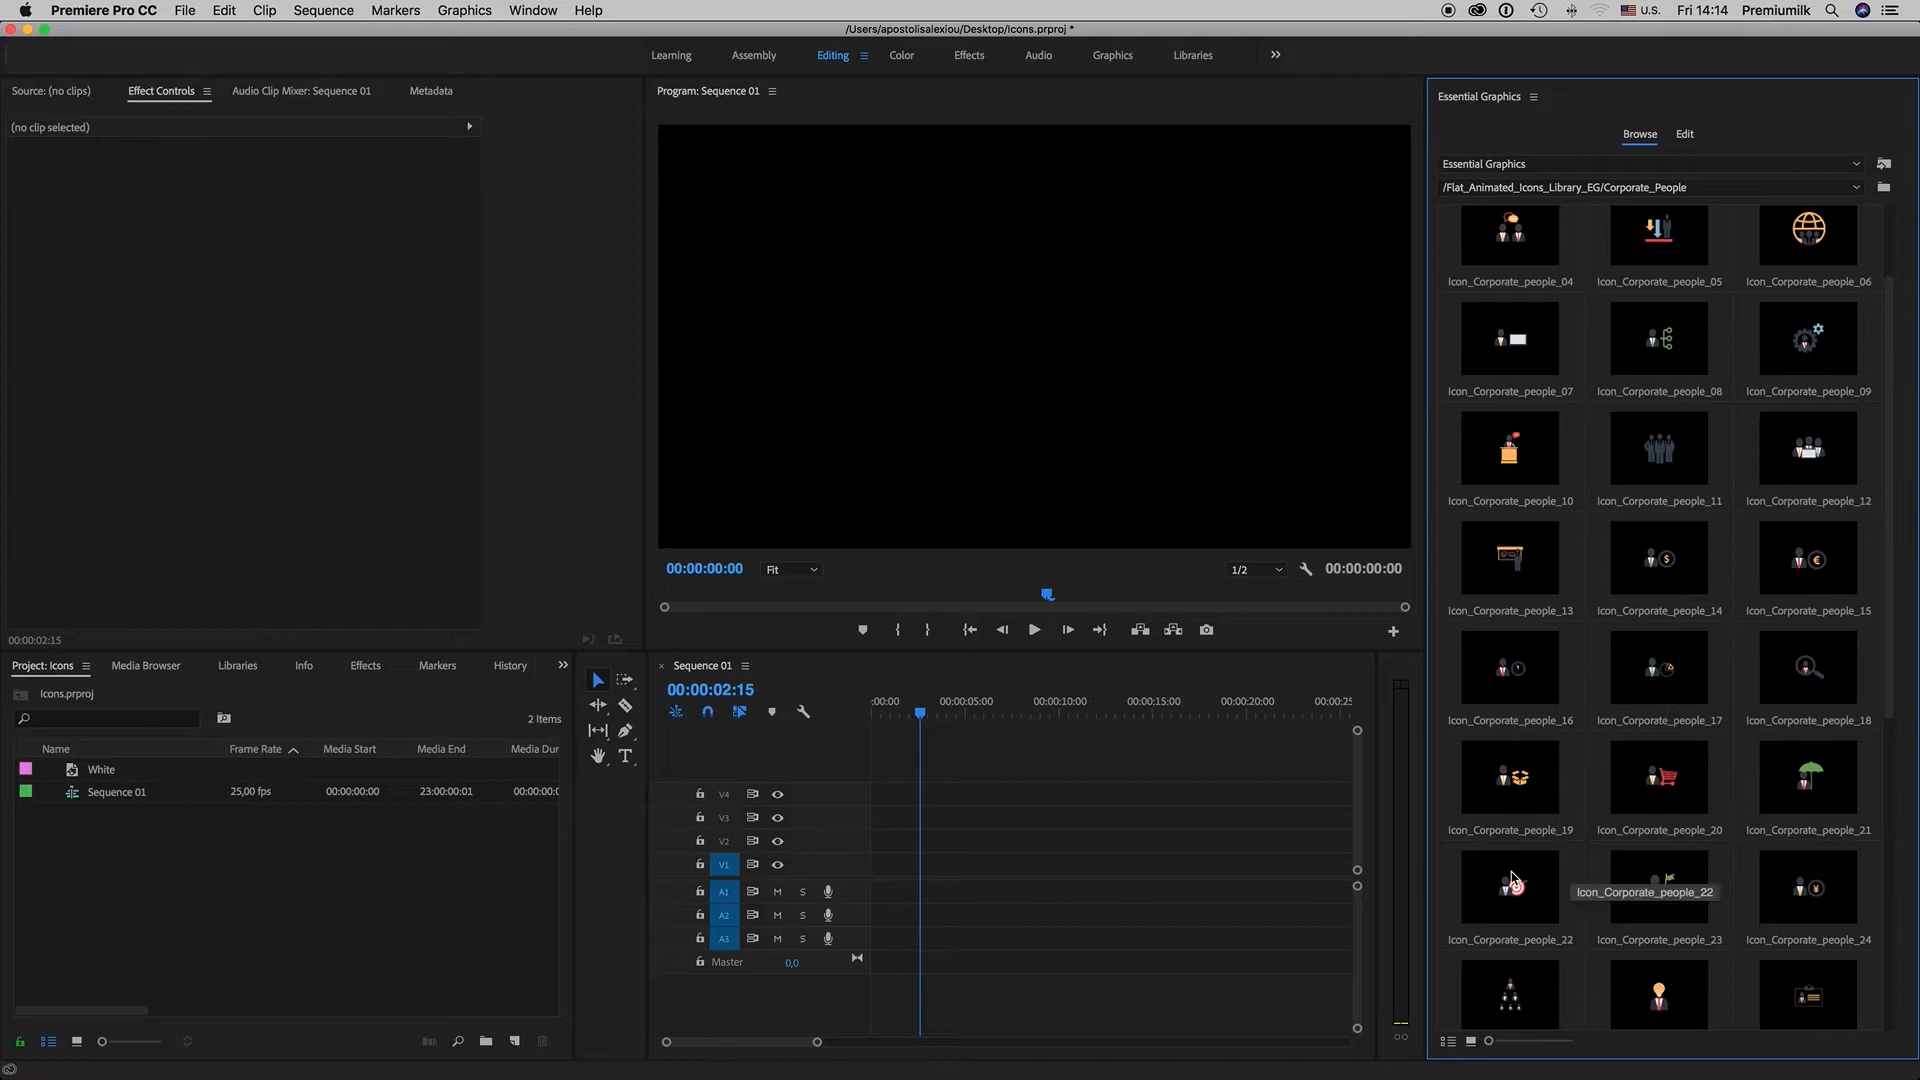 Premiere Pro CC File Edit Clip Sequence Markers Graphics Window Help U.S. Fri 14:14 Premiumilk
/Users/apostolisalexiou/Desktop/Icons.prproj *
Learning Assembly Editing Color Effects Audio Graphics Libraries
Source: (no clips) Effect Controls Audio Clip Mixer: Sequence 01 Metadata
(no clip selected)
00:00:02:15
Program: Sequence 01
00:00:00:00 Fit 1/2 00:00:00:00
Essential Graphics
Browse Edit
Essential Graphics
/Flat_Animated_Icons_Library_EG/Corporate_People
Icon_Corporate_people_04 Icon_Corporate_people_05 Icon_Corporate_people_06
Icon_Corporate_people_07 Icon_Corporate_people_08 Icon_Corporate_people_09
Icon_Corporate_people_10 Icon_Corporate_people_11 Icon_Corporate_people_12
Icon_Corporate_people_13 Icon_Corporate_people_14 Icon_Corporate_people_15
Icon_Corporate_people_16 Icon_Corporate_people_17 Icon_Corporate_people_18
Icon_Corporate_people_19 Icon_Corporate_people_20 Icon_Corporate_people_21
Icon_Corporate_people_22
Icon_Corporate_people_22 Icon_Corporate_people_23 Icon_Corporate_people_24
Project: Icons Media Browser Libraries Info Effects Markers History
Icons.prproj
2 Items
Name Frame Rate Media Start Media End Media Dur
White
Sequence 01 25,00 fps 00:00:00:00 23:00:00:01 00:00:00:0
Sequence 01
00:00:02:15
:00:00 00:00:05:00 00:00:10:00 00:00:15:00 00:00:20:00 00:00:25
V4
V3
V2
V1
A1 M S
A2 M S
A3 M S
Master 0,0